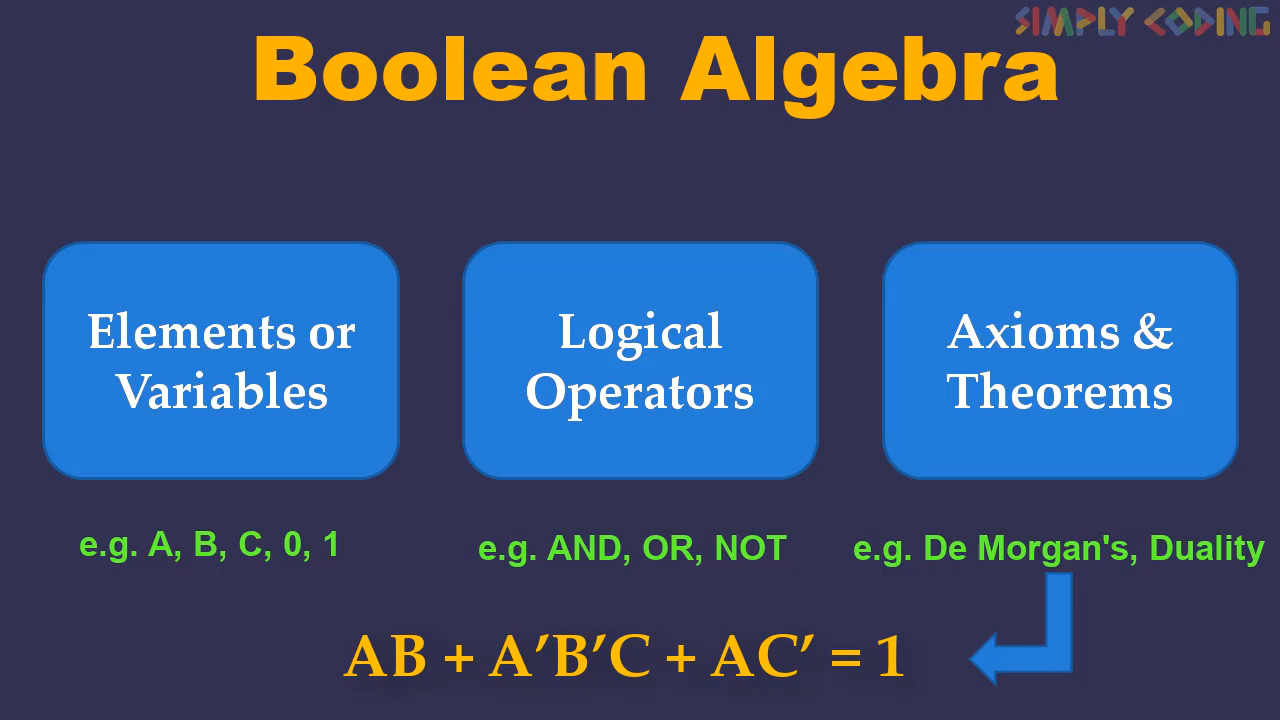 SIMPLY CODING
Boolean Algebra
Elements or
Variables
Logical
Operators
Axioms &
Theorems
e.g. A, B, C, 0, 1
e.g. AND, OR, NOT
e.g. De Morgan's, Duality
AB + A′B′C + AC′ = 1